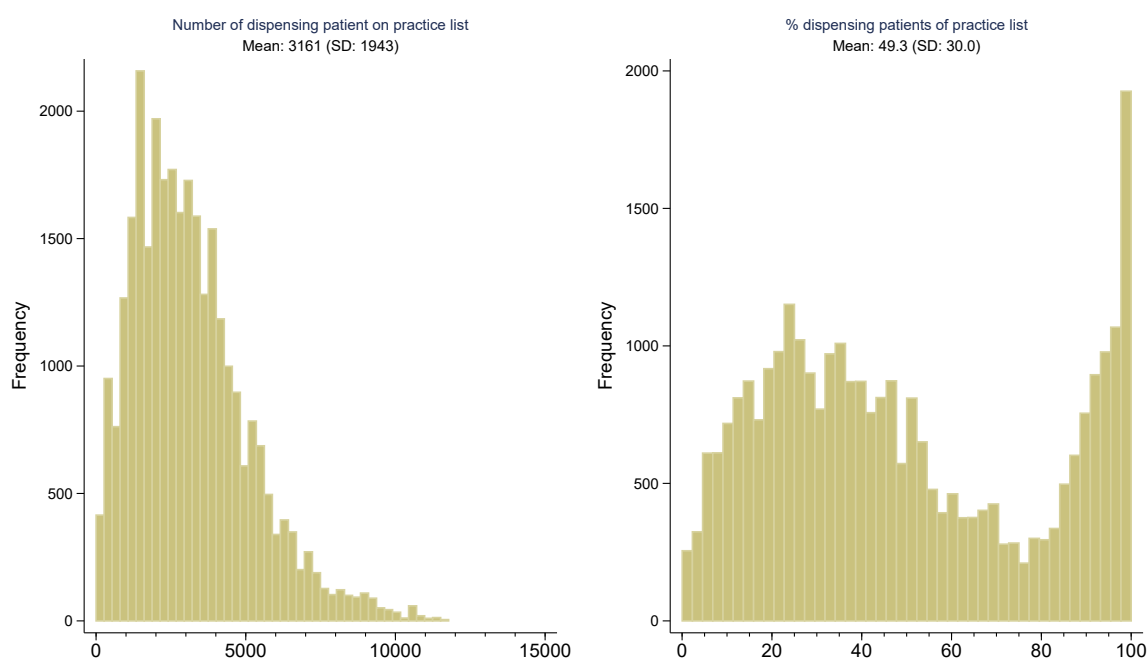 Number of dispensing patient on practice list
Mean: 3161 (SD: 1943)
Frequency
2000
1500
1000
500
0
0 5000 10000 15000
% dispensing patients of practice list
Mean: 49.3 (SD: 30.0)
Frequency
2000
1500
1000
500
0
0 20 40 60 80 100